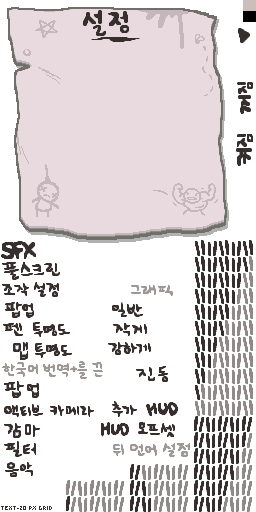 설정
SFX
풀스크린
조작 설정
그래픽
팝업
일반
펜 투명도
작게
맵 투명도
강하게
한국어 번역+를 끈
진동
팝업
액티브 카메라
추가 HUD
감마
HUD 오프셋
필터
뒤 먼어 설정
음악
TEXT-20 PX GRID